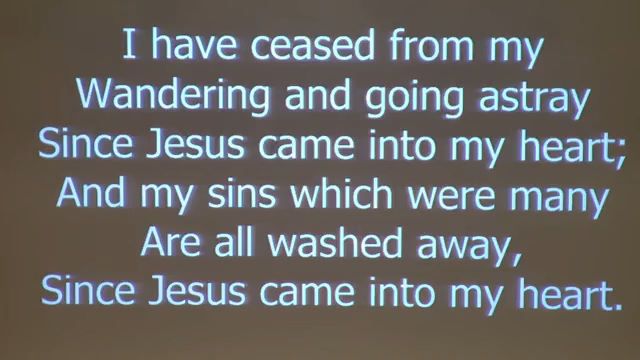 I have ceased from my
Wandering and going astray
Since Jesus came into my heart;
And my sins which were many
Are all washed away,
Since Jesus came into my heart.